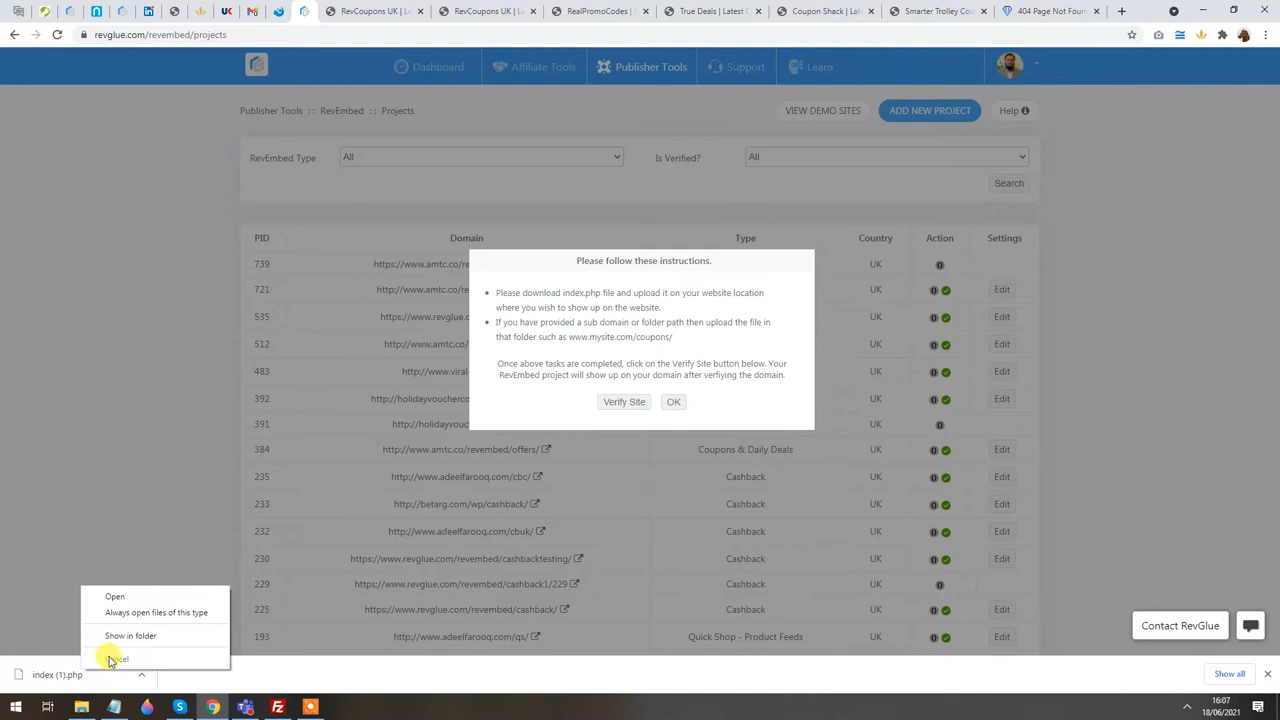 RevCoupons UK | L
RevCoupons UK | L
RealPromoCodes | 
True Deals | Latest C
Coupon Shack | Late
Smarter Trolley Cou
404 Page Not Foun
revglue.com/revembed/projects
Dashboard
Affiliate Tools
Publisher Tools
Support
Learn
Publisher Tools :: RevEmbed :: Projects
VIEW DEMO SITES
ADD NEW PROJECT
Help
RevEmbed Type
All
Is Verified?
All
Search
PID Domain Type Country Action Settings
739 https://www.amtc.co/re UK
721 https://www.amtc.co/re UK Edit
535 https://www.revglue.c UK Edit
512 https://www.amtc.co/re UK Edit
483 http://www.viral- UK Edit
392 http://holidayvoucherco UK Edit
391 http://holidayvouc UK
384 http://www.amtc.co/revembed/offers/ Coupons & Daily Deals UK Edit
235 http://www.adeelfarooq.com/cbc/ Cashback UK Edit
233 http://betarg.com/wp/cashback/ Cashback UK Edit
232 http://www.adeelfarooq.com/cbuk/ Cashback UK Edit
230 https://www.revglue.com/revembed/cashbacktesting/ Cashback UK Edit
229 https://www.revglue.com/revembed/cashback1/229 Cashback UK
225 https://www.revglue.com/revembed/cashback/ Cashback UK Edit
193 http://www.adeelfarooq.com/qs/ Quick Shop - Product Feeds UK Edit
Please follow these instructions.
Please download index.php file and upload it on your website location
where you wish to show up on the website.
If you have provided a sub domain or folder path then upload the file in
that folder such as www.mysite.com/coupons/
Once above tasks are completed, click on the Verify Site button below. Your
RevEmbed project will show up on your domain after verfiying the domain.
Verify Site
OK
Open
Always open files of this type
Show in folder
Cancel
Contact RevGlue
index (1).php
Show all
16:07
18/06/2021